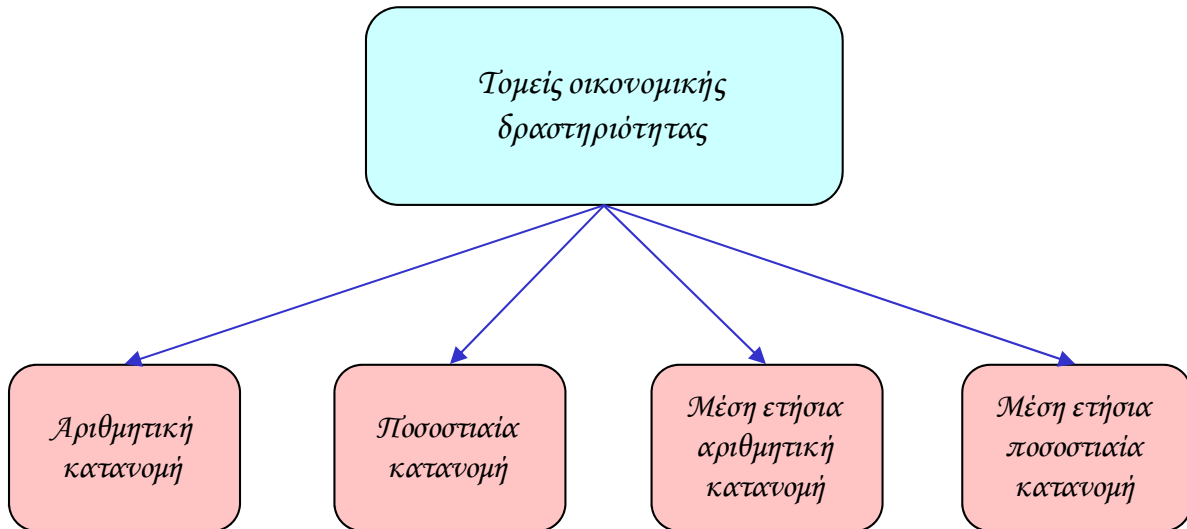 Τομείς οικονομικής
δραστηριότητας
Αριθμητική
κατανομή
Ποσοστιαία
κατανομή
Μέση ετήσια
αριθμητική
κατανομή
Μέση ετήσια
ποσοστιαία
κατανομή